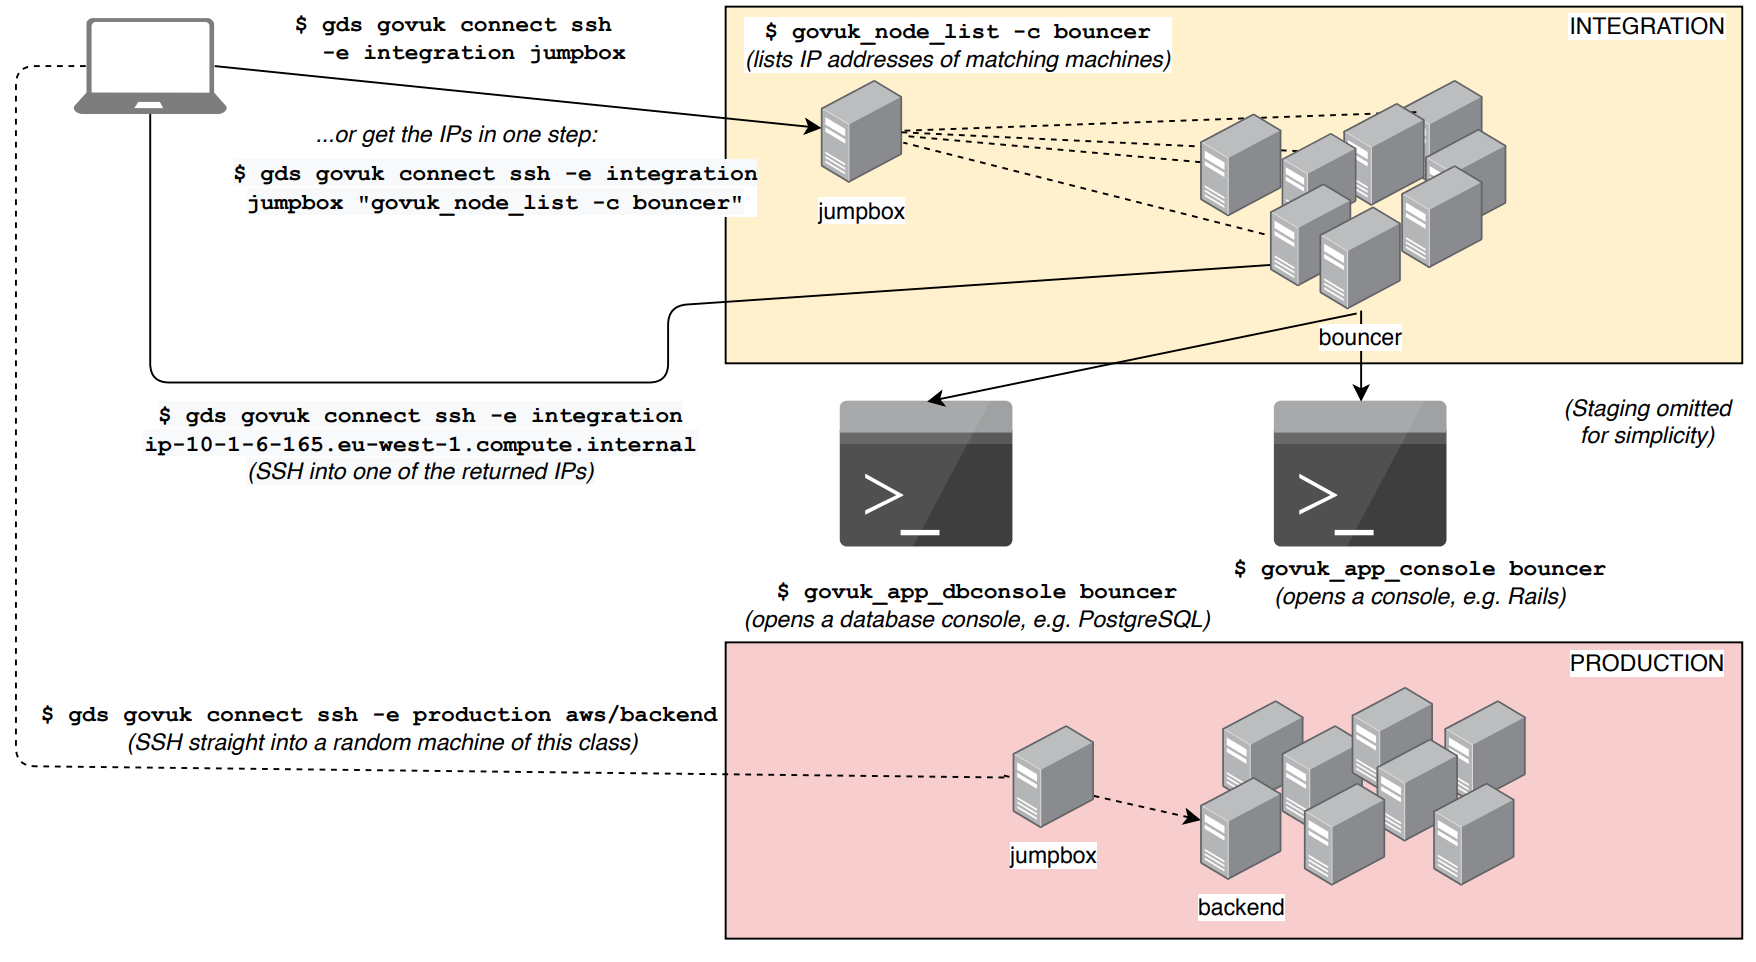 $ gds govuk connect ssh
-e integration jumpbox
...or get the IPs in one step:
$ gds govuk connect ssh -e integration
jumpbox "govuk_node_list -c bouncer"
INTEGRATION
$ govuk_node_list -c bouncer
(lists IP addresses of matching machines)
jumpbox
bouncer
$ gds govuk connect ssh -e integration
ip-10-1-6-165.eu-west-1.compute.internal
(SSH into one of the returned IPs)
(Staging omitted
for simplicity)
>_
>_
$ govuk_app_dbconsole bouncer
(opens a database console, e.g. PostgreSQL)
$ govuk_app_console bouncer
(opens a console, e.g. Rails)
$ gds govuk connect ssh -e production aws/backend
(SSH straight into a random machine of this class)
PRODUCTION
jumpbox
backend